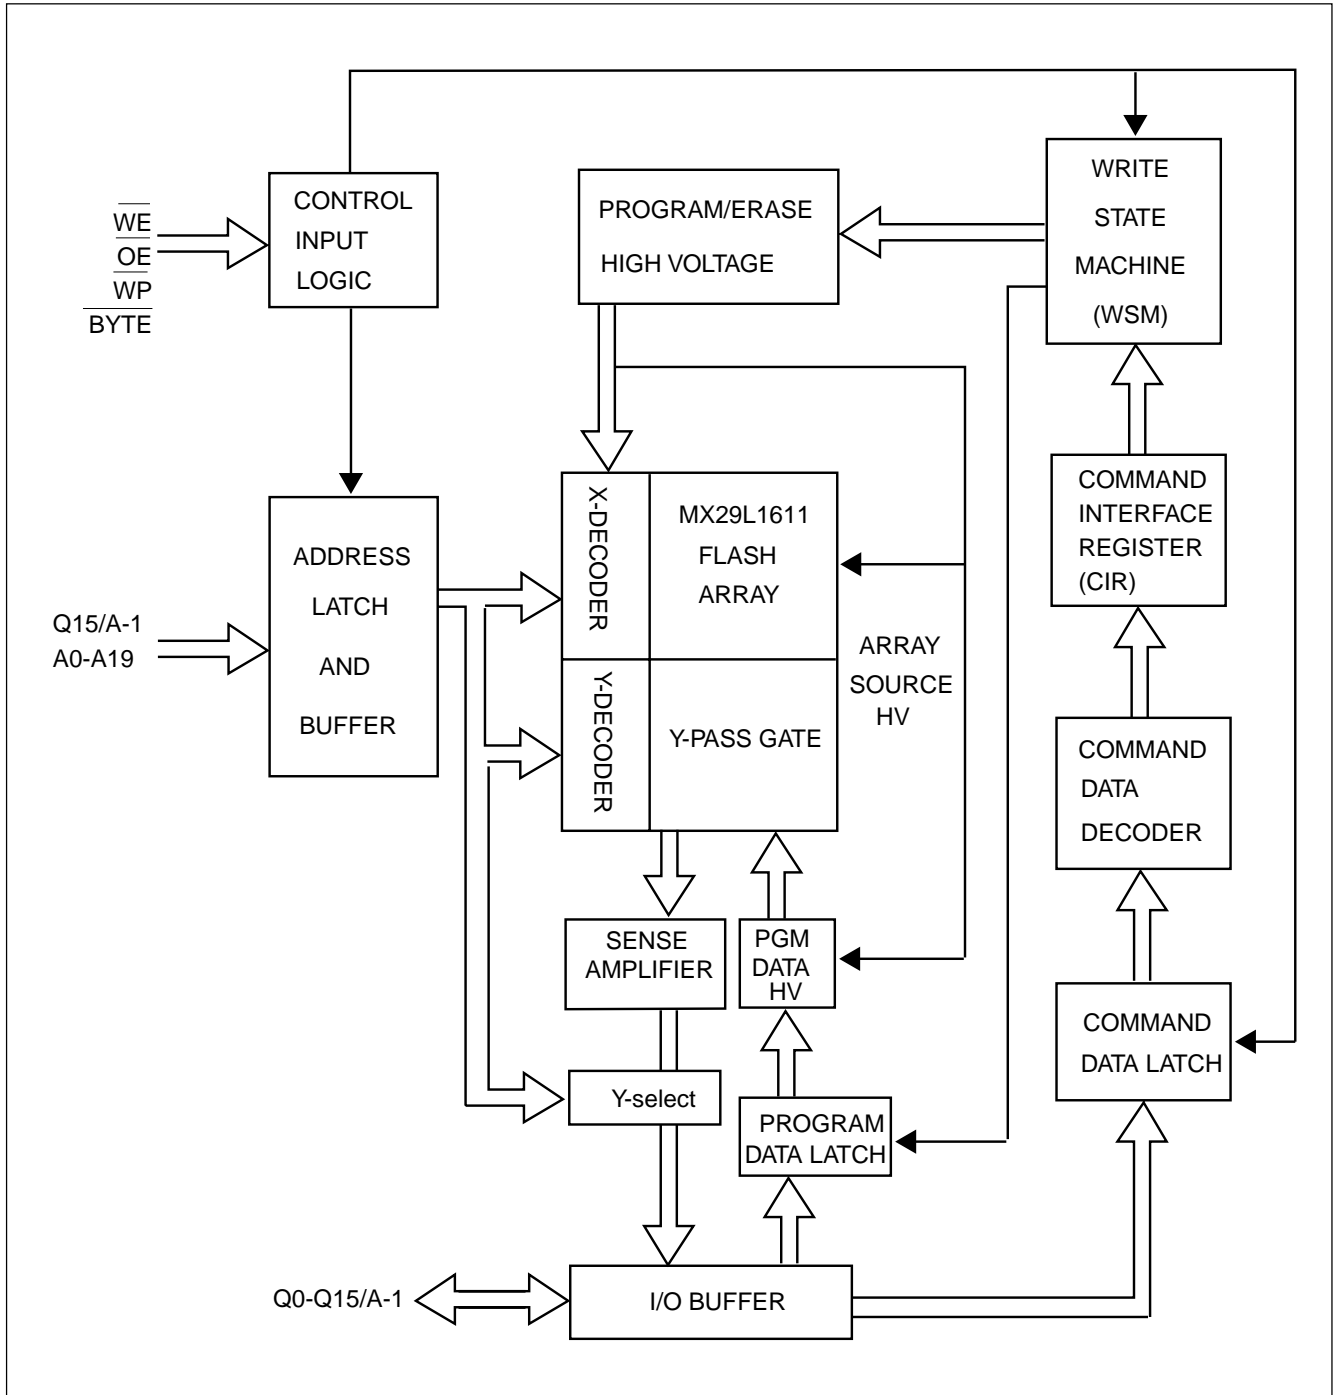 WE
OE
WP
BYTE
CONTROL
INPUT
LOGIC
PROGRAM/ERASE
HIGH VOLTAGE
WRITE
STATE
MACHINE
(WSM)
Q15/A-1
A0-A19
ADDRESS
LATCH
AND
BUFFER
X-DECODER
MX29L1611
FLASH
ARRAY
Y-DECODER
Y-PASS GATE
ARRAY
SOURCE
HV
COMMAND
INTERFACE
REGISTER
(CIR)
COMMAND
DATA
DECODER
SENSE
AMPLIFIER
PGM
DATA
HV
COMMAND
DATA LATCH
Y-select
PROGRAM
DATA LATCH
Q0-Q15/A-1
I/O BUFFER